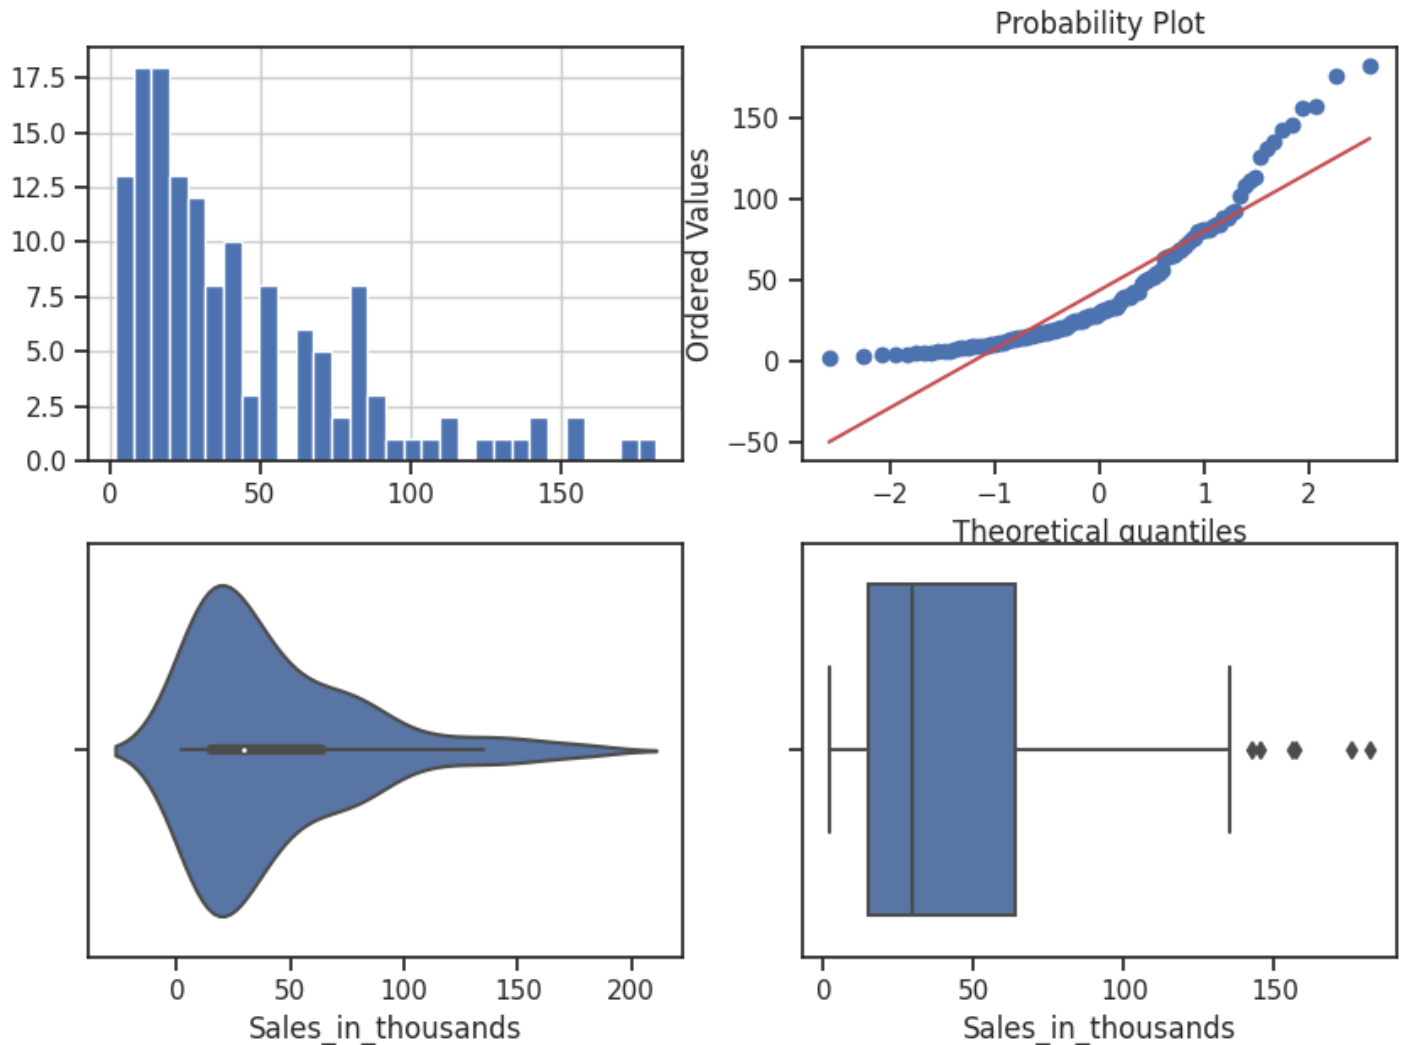 17.5
15.0
12.5
10.0
7.5
5.0
2.5
0.0
0 50 100 150
Probability Plot
Ordered Values
150
100
50
0
−50
−2 −1 0 1 2
Theoretical quantiles
0 50 100 150 200
Sales_in_thousands
0 50 100 150
Sales_in_thousands